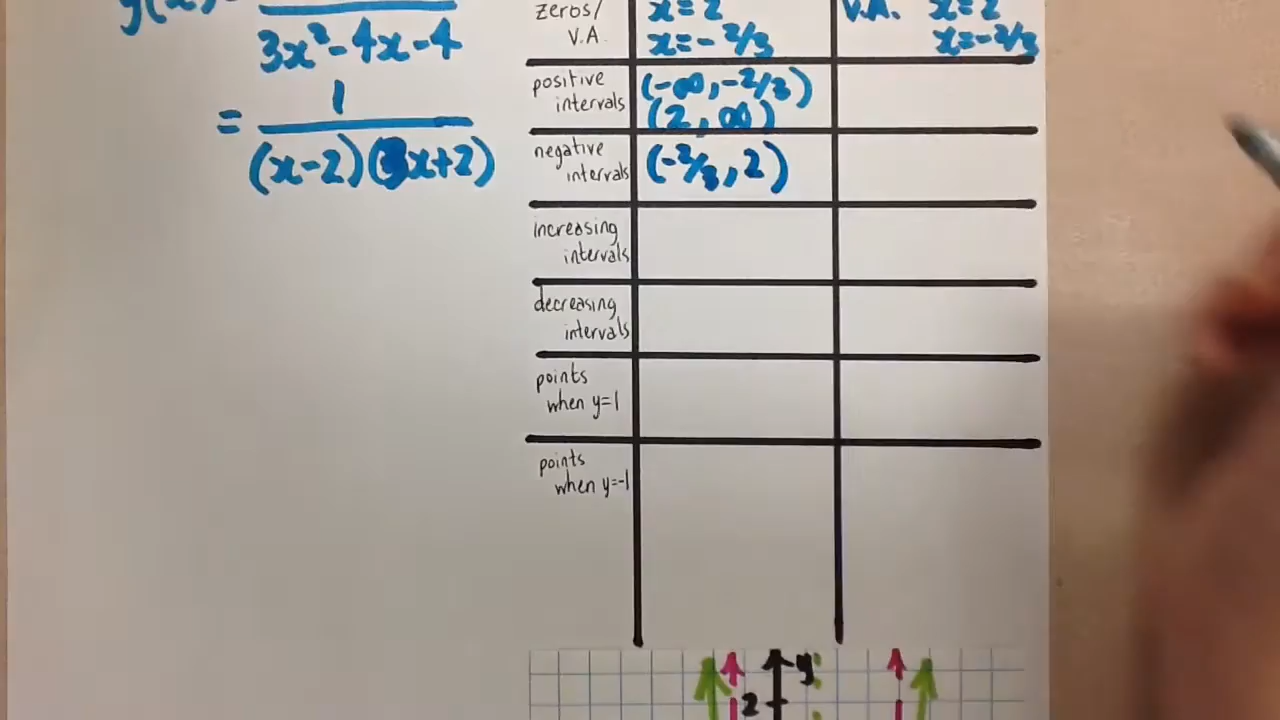 y(x) =
3x² - 4x - 4
= 1
(x-2)(3x+2)
zeros/ V.A.
x = 2
x = -2/3
V.A. x = 2
x = -2/3
positive intervals
(-∞, -2/3)
(2, ∞)
negative intervals
(-2/3, 2)
increasing intervals
decreasing intervals
points when y=1
points when y=-1
y
2